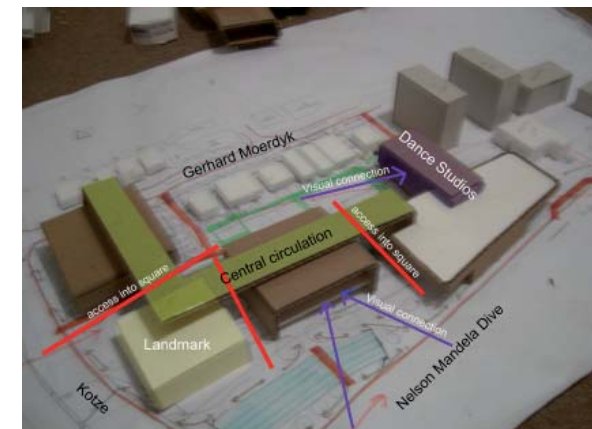 Gerhard Moerdyk
Dance Studios
Visual connection
access into square
Central circulation
access into square
Visual connection
Landmark
Nelson Mandela Dive
Kotze